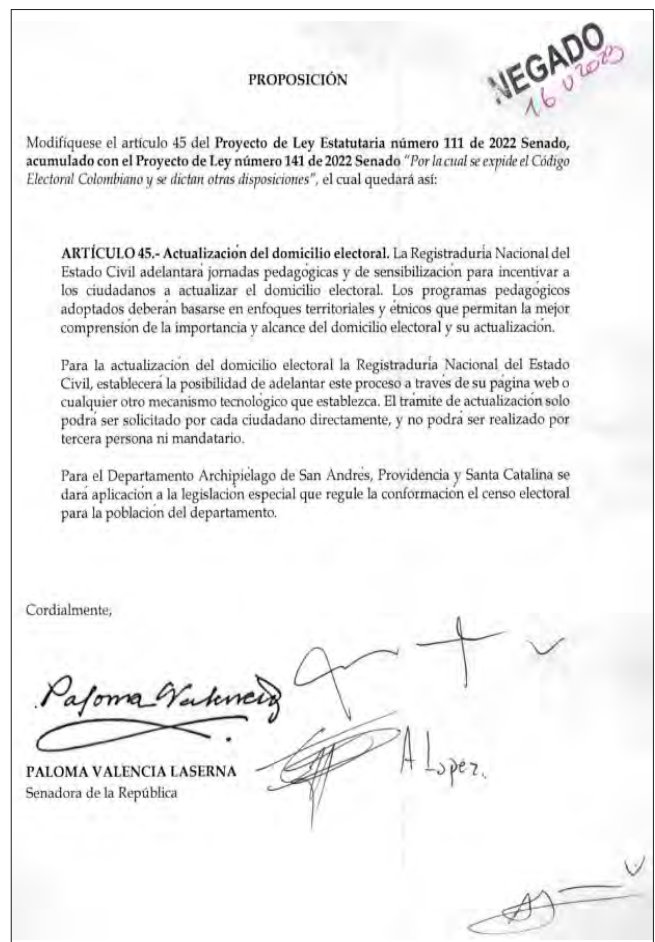 NEGADO
16 V 2023
PROPOSICIÓN
Modifíquese el artículo 45 del Proyecto de Ley Estatutaria número 111 de 2022 Senado,
acumulado con el Proyecto de Ley número 141 de 2022 Senado "Por la cual se expide el Código
Electoral Colombiano y se dictan otras disposiciones", el cual quedará así:
ARTÍCULO 45.- Actualización del domicilio electoral. La Registraduría Nacional del
Estado Civil adelantará jornadas pedagógicas y de sensibilización para incentivar a
los ciudadanos a actualizar el domicilio electoral. Los programas pedagógicos
adoptados deberán basarse en enfoques territoriales y étnicos que permitan la mejor
comprensión de la importancia y alcance del domicilio electoral y su actualización.
Para la actualización del domicilio electoral la Registraduría Nacional del Estado
Civil, establecerá la posibilidad de adelantar este proceso a través de su página web o
cualquier otro mecanismo tecnológico que establezca. El trámite de actualización solo
podrá ser solicitado por cada ciudadano directamente, y no podrá ser realizado por
tercera persona ni mandatario.
Para el Departamento Archipiélago de San Andrés, Providencia y Santa Catalina se
dará aplicación a la legislación especial que regule la conformación el censo electoral
para la población del departamento.
Cordialmente,
Paloma Valencia
A Lopez.
PALOMA VALENCIA LASERNA
Senadora de la República